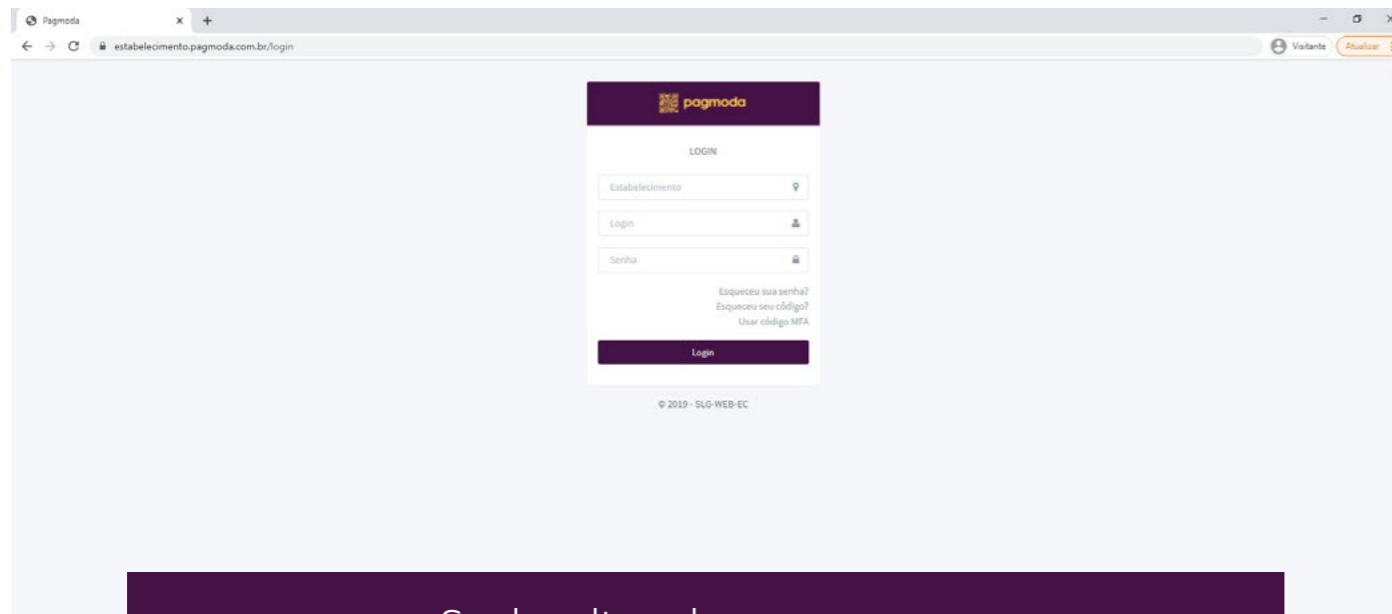 Pagmoda
estabelecimento.pagmoda.com.br/login
Visitante
Atualizar
pagmoda
LOGIN
Estabelecimento
Login
Senha
Esqueceu sua senha?
Esqueceu seu código?
Usar código MFA
Login
© 2019 - SLG-WEB-EC